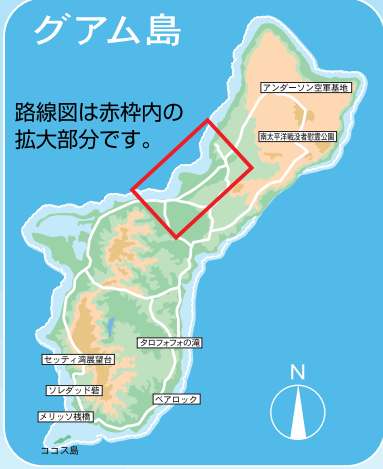 グアム島
路線図は赤枠内の
拡大部分です。
アンダーソン空軍基地
南太平洋戦没者慰霊公園
タロフォフォの滝
セッティ湾展望台
ソレダッド砦
ベアロック
メリッソ桟橋
ココス島
N